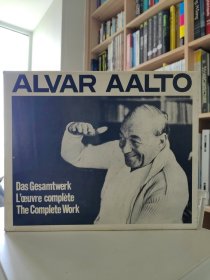 ALVAR AALTO
Das Gesamtwerk
L'œuvre complète
The Complete Work